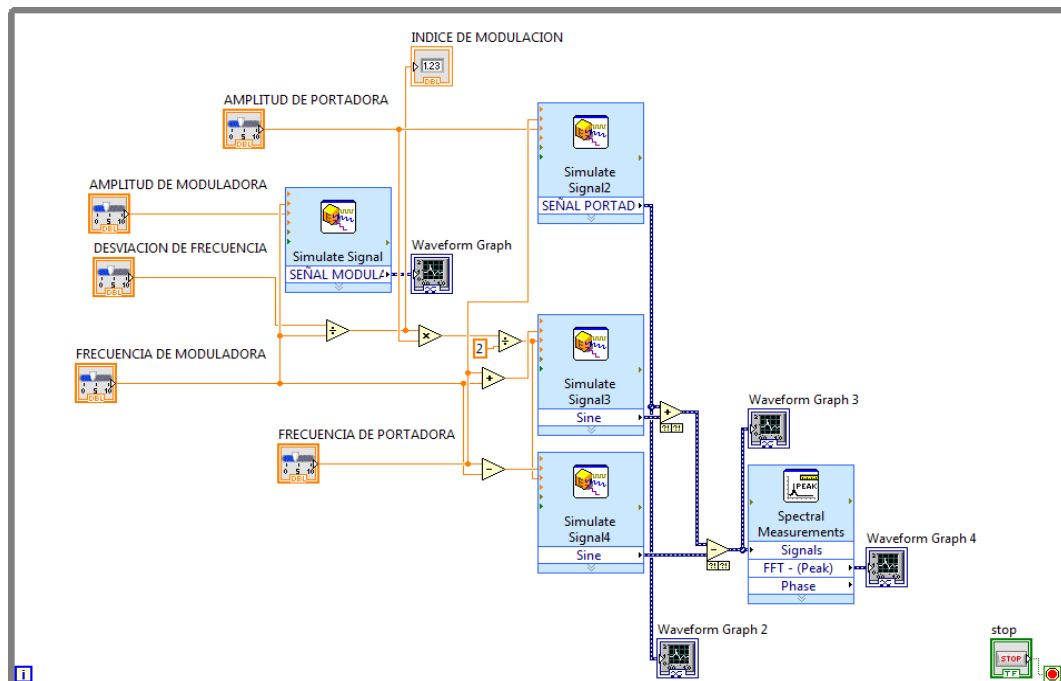 INDICE DE MODULACION
1.23
DBL
AMPLITUD DE PORTADORA
0 5 10
DBL
Simulate
Signal2
SEÑAL PORTAD
AMPLITUD DE MODULADORA
0 5 10
DBL
Simulate Signal
SEÑAL MODULA
Waveform Graph
DESVIACION DE FRECUENCIA
0 5 10
DBL
2
Simulate
Signal3
Sine
FRECUENCIA DE MODULADORA
0 5 10
DBL
FRECUENCIA DE PORTADORA
0 5 10
DBL
Simulate
Signal4
Sine
?! ?!
?! ?!
Waveform Graph 3
PEAK
Spectral
Measurements
Signals
FFT - (Peak)
Phase
Waveform Graph 4
Waveform Graph 2
stop
STOP
TF
i